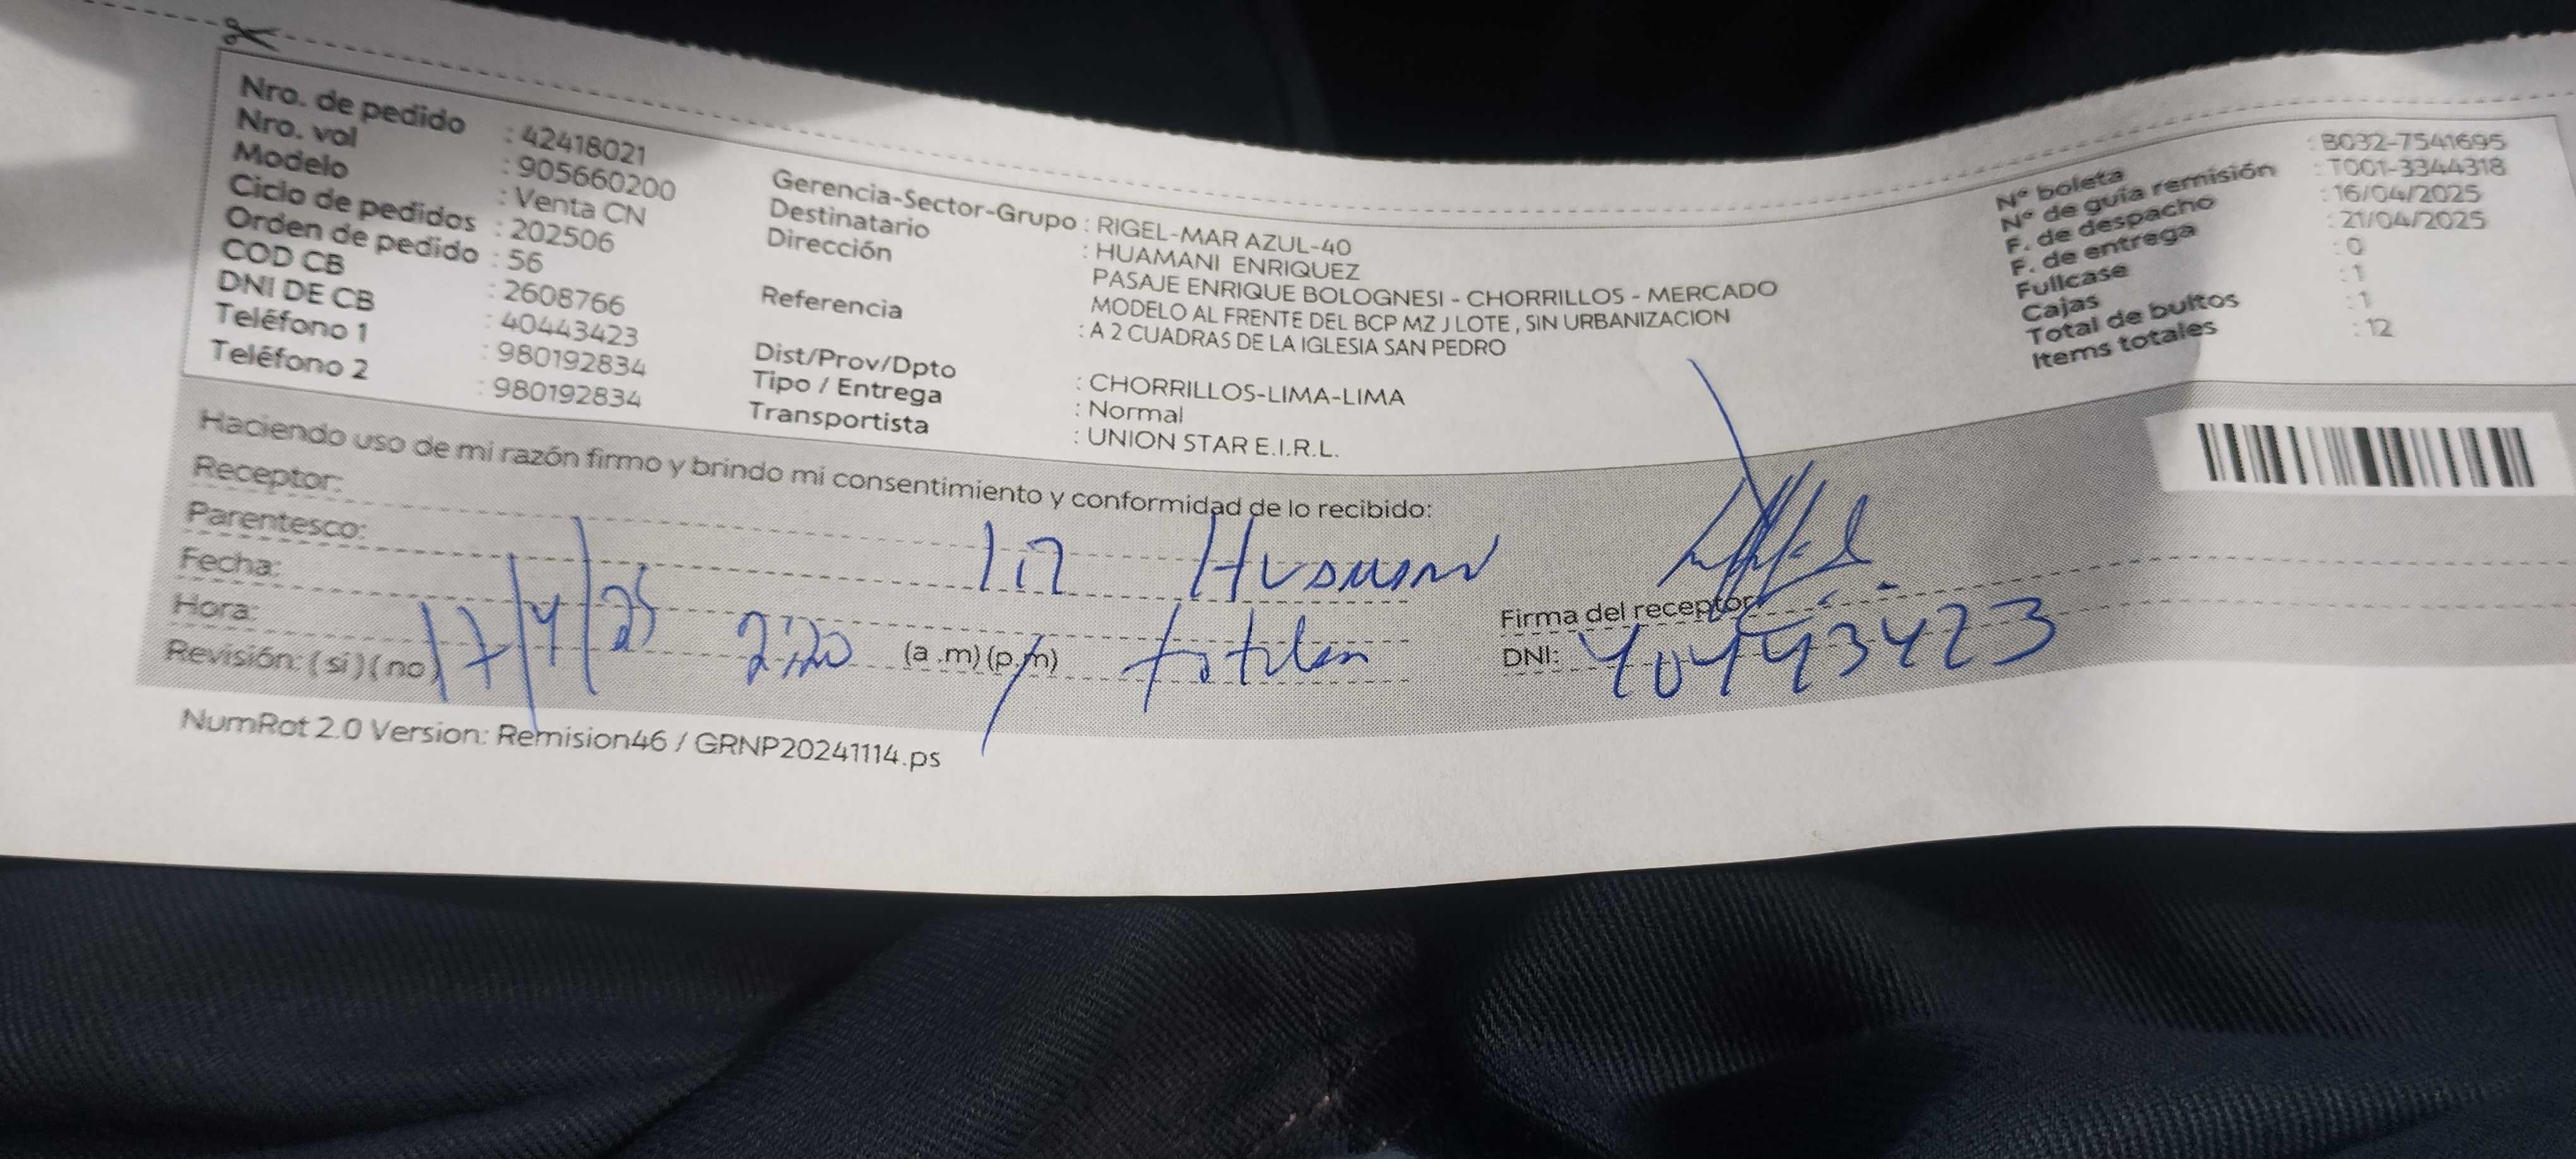 Nro. de pedido : 42418021
Nro. vol : 905660200
Modelo : Venta CN
Ciclo de pedidos : 202506
Orden de pedido : 56
COD CB : 2608766
DNI DE CB : 40443423
Teléfono 1 : 980192834
Teléfono 2 : 980192834
Gerencia-Sector-Grupo : RIGEL-MAR AZUL-40
Destinatario : HUAMANI ENRIQUEZ
Dirección PASAJE ENRIQUE BOLOGNESI - CHORRILLOS - MERCADO
MODELO AL FRENTE DEL BCP MZ J LOTE , SIN URBANIZACION
Referencia : A 2 CUADRAS DE LA IGLESIA SAN PEDRO
Dist/Prov/Dpto : CHORRILLOS-LIMA-LIMA
Tipo / Entrega : Normal
Transportista : UNION STAR E.I.R.L.
N° boleta : B032-7541695
N° de guía remisión : T001-3344318
F. de despacho : 16/04/2025
F. de entrega : 21/04/2025
Fullcase : 0
Cajas : 1
Total de bultos : 1
Items totales : 12
Haciendo uso de mi razón firmo y brindo mi consentimiento y conformidad de lo recibido:
Receptor:
Parentesco:
Fecha: 17/4/25
Hora: 2:20 (a .m) (p.m)
Revisión: ( si ) ( no )
Firma del receptor
DNI: 40443423
NumRot 2.0 Version: Remision46 / GRNP20241114.ps